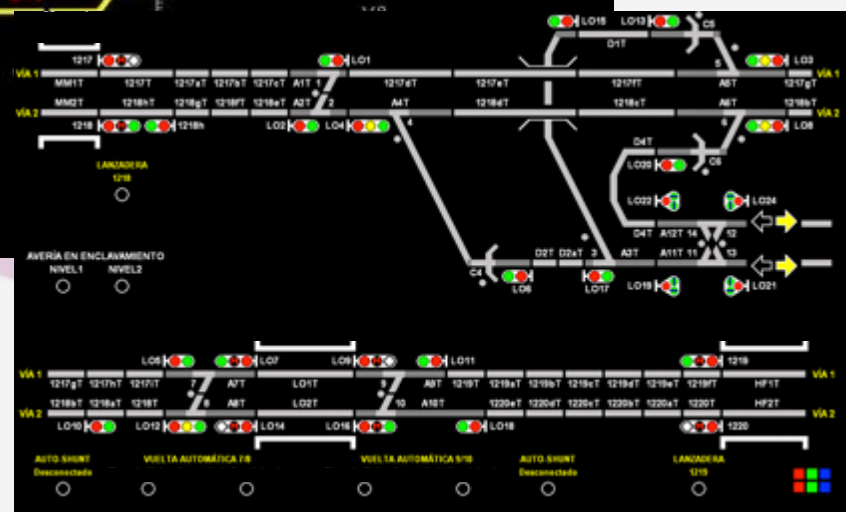 LO15 LO13 C5
D1T
1217 LO1 5 LO3
VÍA 1 VÍA 1
MM1T 1217T 1217aT 1217bT 1217cT A1T 1 1217dT 1217eT 1217fT 1217gT
MM2T 1218hT 1218gT 1218fT 1218eT A2T 2 A4T 1218dT 1218cT A6T 1218bT
VÍA 2 VÍA 2
1218 1218h LO2 LO4 4 6 LO8
D4T
LANZADERA
1218
LO20 C6
LO22 LO24
D4T A12T 14 12
AVERÍA EN ENCLAVAMIENTO
NIVEL1 NIVEL2
D2T D2aT 3 A3T A11T 11 13
C4
LO6 LO17 LO19 LO21
LO5 LO7 LO9 LO11 1219
VÍA 1 VÍA 1
1217gT 1217hT 1217iT 7 A7T LO1T 9 A9T 1219T 1219aT 1219bT 1219cT 1219dT 1219eT 1219fT HF1T
1218bT 1218aT 1218T 8 A8T LO2T 10 A10T 1220eT 1220dT 1220cT 1220bT 1220aT 1220T HF2T
VÍA 2 VÍA 2
LO10 LO12 LO14 LO16 LO18 1220
AUTO-SHUNT VUELTA AUTOMÁTICA 7/8 VUELTA AUTOMÁTICA 9/10 AUTO-SHUNT LANZADERA
Desconectado Desconectado 1219